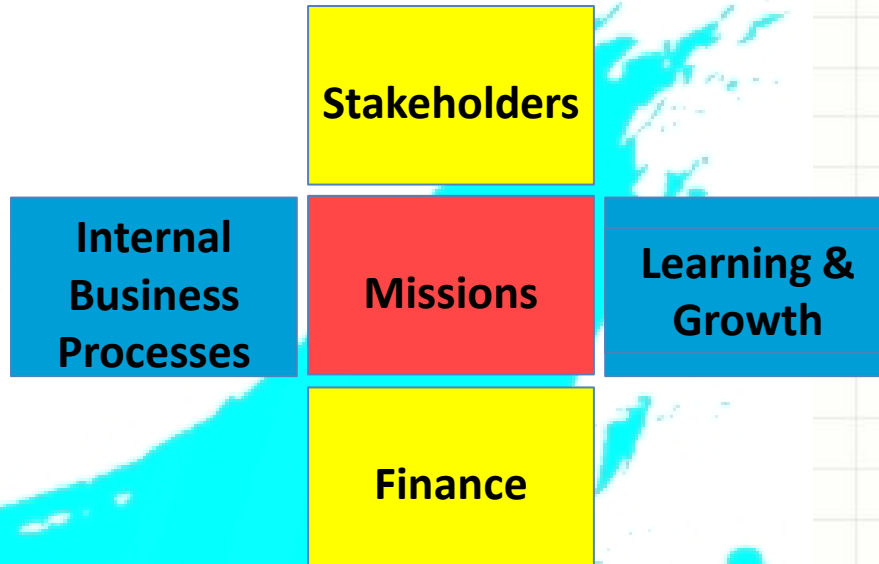 Stakeholders
Internal
Business
Processes
Missions
Learning &
Growth
Finance